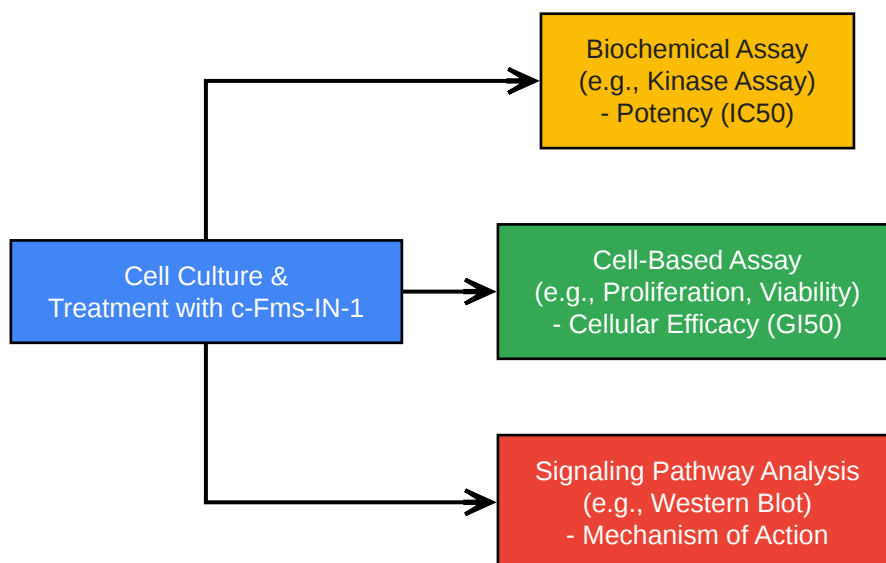 Biochemical Assay
(e.g., Kinase Assay)
- Potency (IC50)
Cell Culture &
Treatment with c-Fms-IN-1
Cell-Based Assay
(e.g., Proliferation, Viability)
- Cellular Efficacy (GI50)
Signaling Pathway Analysis
(e.g., Western Blot)
- Mechanism of Action